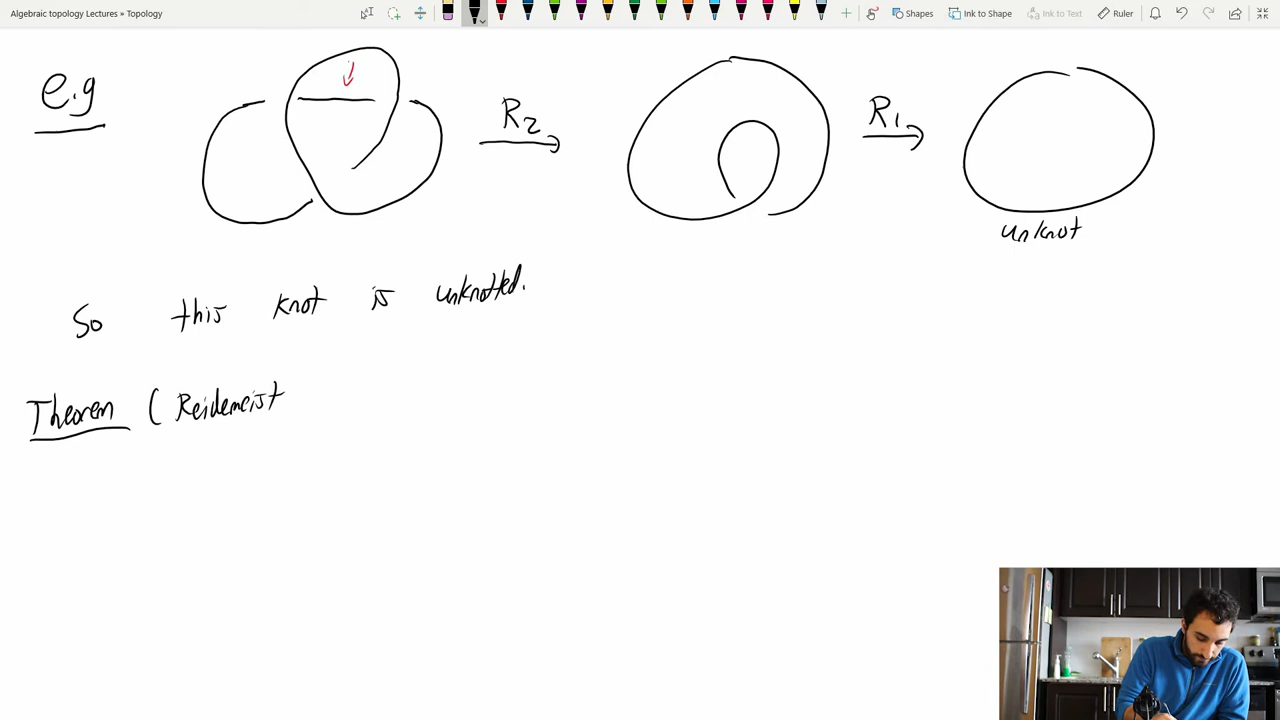 Algebraic topology Lectures » Topology
Shapes Ink to Shape Ink to Text Ruler
e.g R2 R1
unknot
So this knot is unknotted.
Theorem (Reidemeist